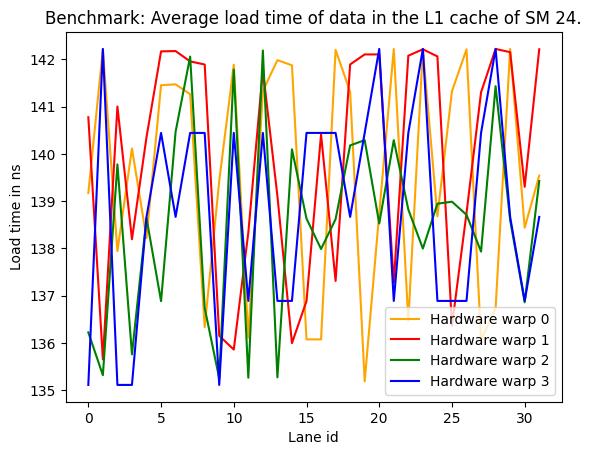 Benchmark: Average load time of data in the L1 cache of SM 24.
142
141
140
139
138
137
136
135
Load time in ns
0
5
10
15
20
25
30
Lane id
Hardware warp 0
Hardware warp 1
Hardware warp 2
Hardware warp 3